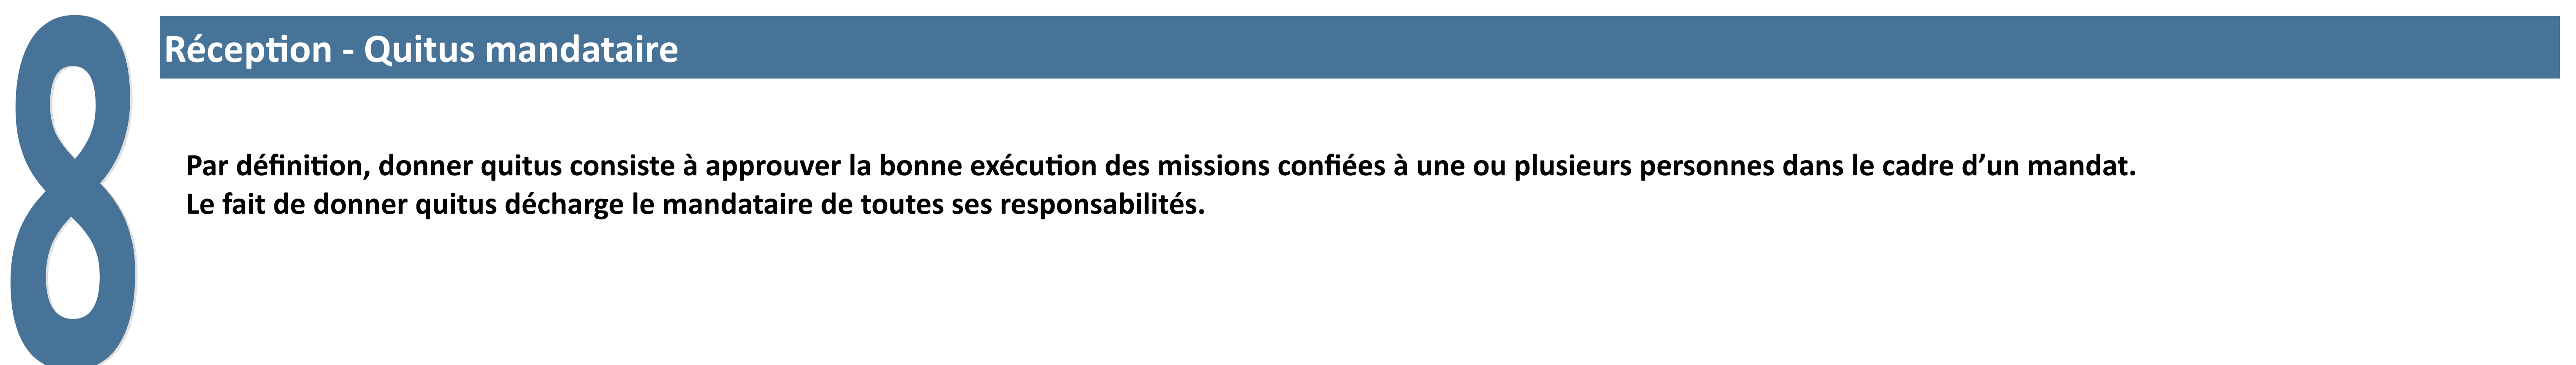 8
Réception - Quitus mandataire
Par définition, donner quitus consiste à approuver la bonne exécution des missions confiées à une ou plusieurs personnes dans le cadre d’un mandat.
Le fait de donner quitus décharge le mandataire de toutes ses responsabilités.